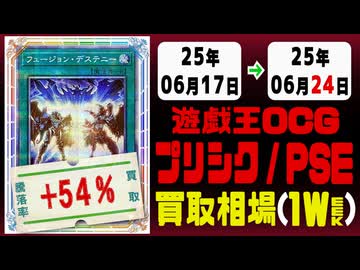 フュージョン・デステニー
買取
+54%
騰落率
25年
06月17日
25年
06月24日
遊戯王OCG
プリシク/PSE
買取相場(1WEEK)